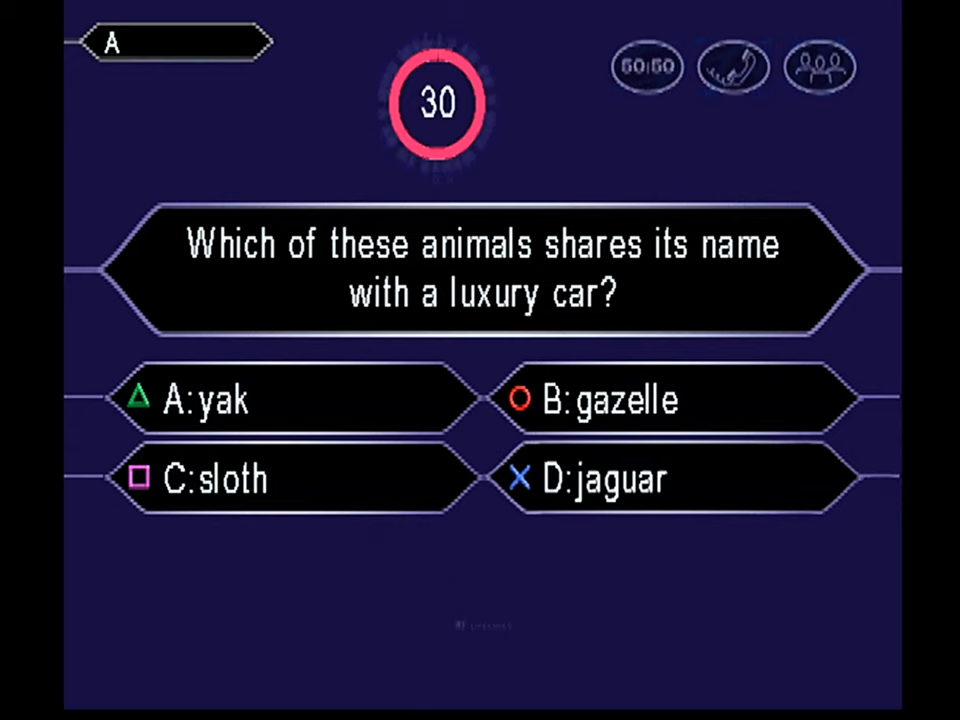 A
30
50:50
Which of these animals shares its name
with a luxury car?
A: yak
B: gazelle
C: sloth
D: jaguar